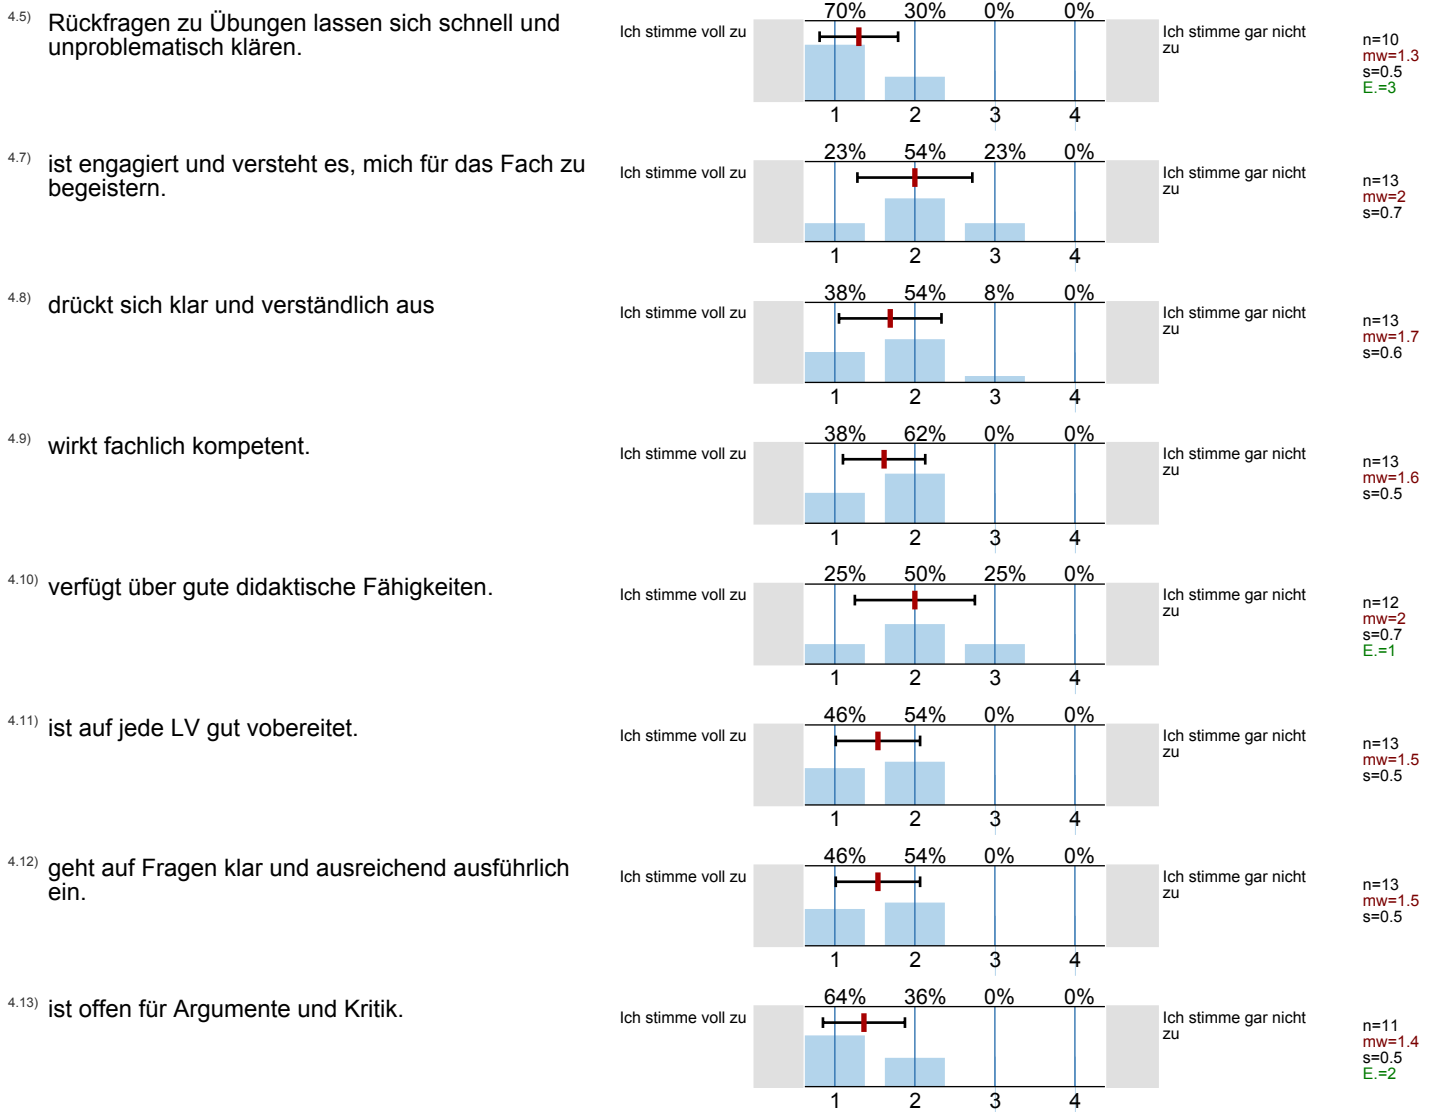 4.5) Rückfragen zu Übungen lassen sich schnell und
unproblematisch klären.
Ich stimme voll zu
70% 30% 0% 0%
1 2 3 4
Ich stimme gar nicht
zu
n=10
mw=1.3
s=0.5
E.=3
4.7) ist engagiert und versteht es, mich für das Fach zu
begeistern.
Ich stimme voll zu
23% 54% 23% 0%
1 2 3 4
Ich stimme gar nicht
zu
n=13
mw=2
s=0.7
4.8) drückt sich klar und verständlich aus
Ich stimme voll zu
38% 54% 8% 0%
1 2 3 4
Ich stimme gar nicht
zu
n=13
mw=1.7
s=0.6
4.9) wirkt fachlich kompetent.
Ich stimme voll zu
38% 62% 0% 0%
1 2 3 4
Ich stimme gar nicht
zu
n=13
mw=1.6
s=0.5
4.10) verfügt über gute didaktische Fähigkeiten.
Ich stimme voll zu
25% 50% 25% 0%
1 2 3 4
Ich stimme gar nicht
zu
n=12
mw=2
s=0.7
E.=1
4.11) ist auf jede LV gut vobereitet.
Ich stimme voll zu
46% 54% 0% 0%
1 2 3 4
Ich stimme gar nicht
zu
n=13
mw=1.5
s=0.5
4.12) geht auf Fragen klar und ausreichend ausführlich
ein.
Ich stimme voll zu
46% 54% 0% 0%
1 2 3 4
Ich stimme gar nicht
zu
n=13
mw=1.5
s=0.5
4.13) ist offen für Argumente und Kritik.
Ich stimme voll zu
64% 36% 0% 0%
1 2 3 4
Ich stimme gar nicht
zu
n=11
mw=1.4
s=0.5
E.=2